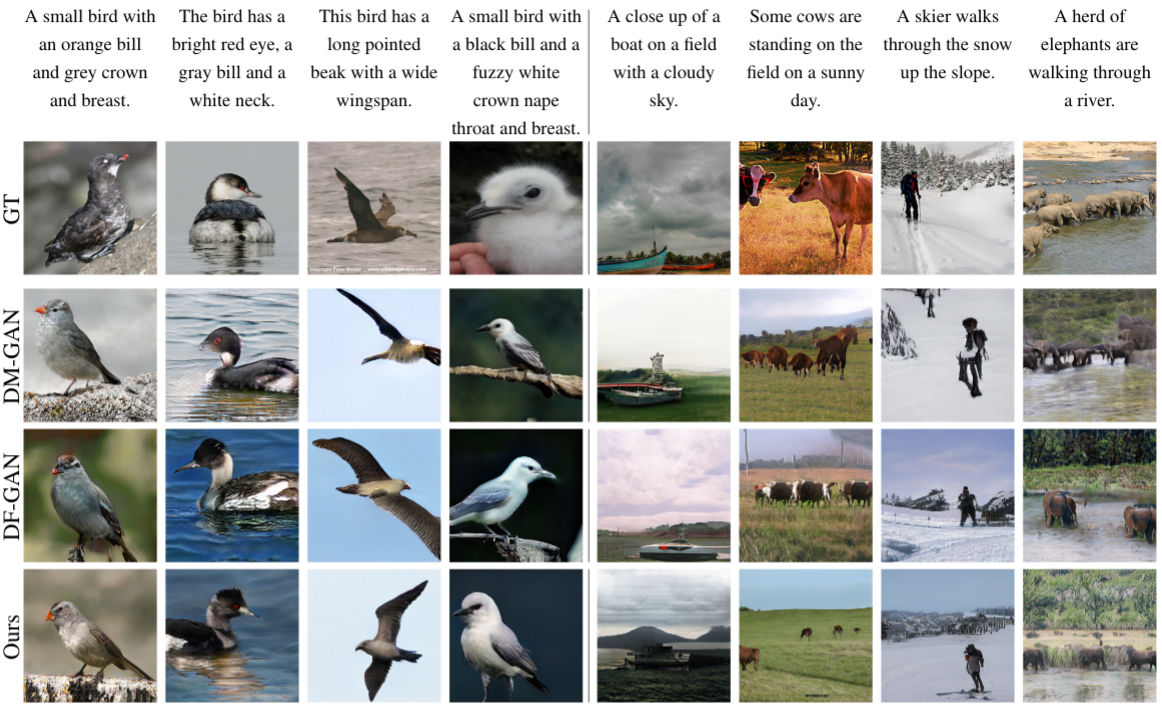 A small bird with
an orange bill
and grey crown
and breast.
The bird has a
bright red eye, a
gray bill and a
white neck.
This bird has a
long pointed
beak with a wide
wingspan.
A small bird with
a black bill and a
fuzzy white
crown nape
throat and breast.
A close up of a
boat on a field
with a cloudy
sky.
Some cows are
standing on the
field on a sunny
day.
A skier walks
through the snow
up the slope.
A herd of
elephants are
walking through
a river.
GT
DM-GAN
DF-GAN
Ours